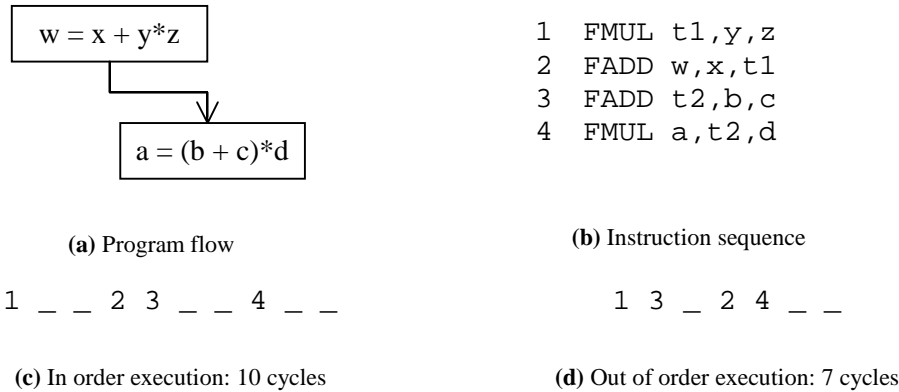 w = x + y*z
a = (b + c)*d
(a) Program flow
1 FMUL t1,y,z
2 FADD w,x,t1
3 FADD t2,b,c
4 FMUL a,t2,d
(b) Instruction sequence
1 _ _ 2 3 _ _ 4 _ _
(c) In order execution: 10 cycles
1 3 _ 2 4 _ _
(d) Out of order execution: 7 cycles